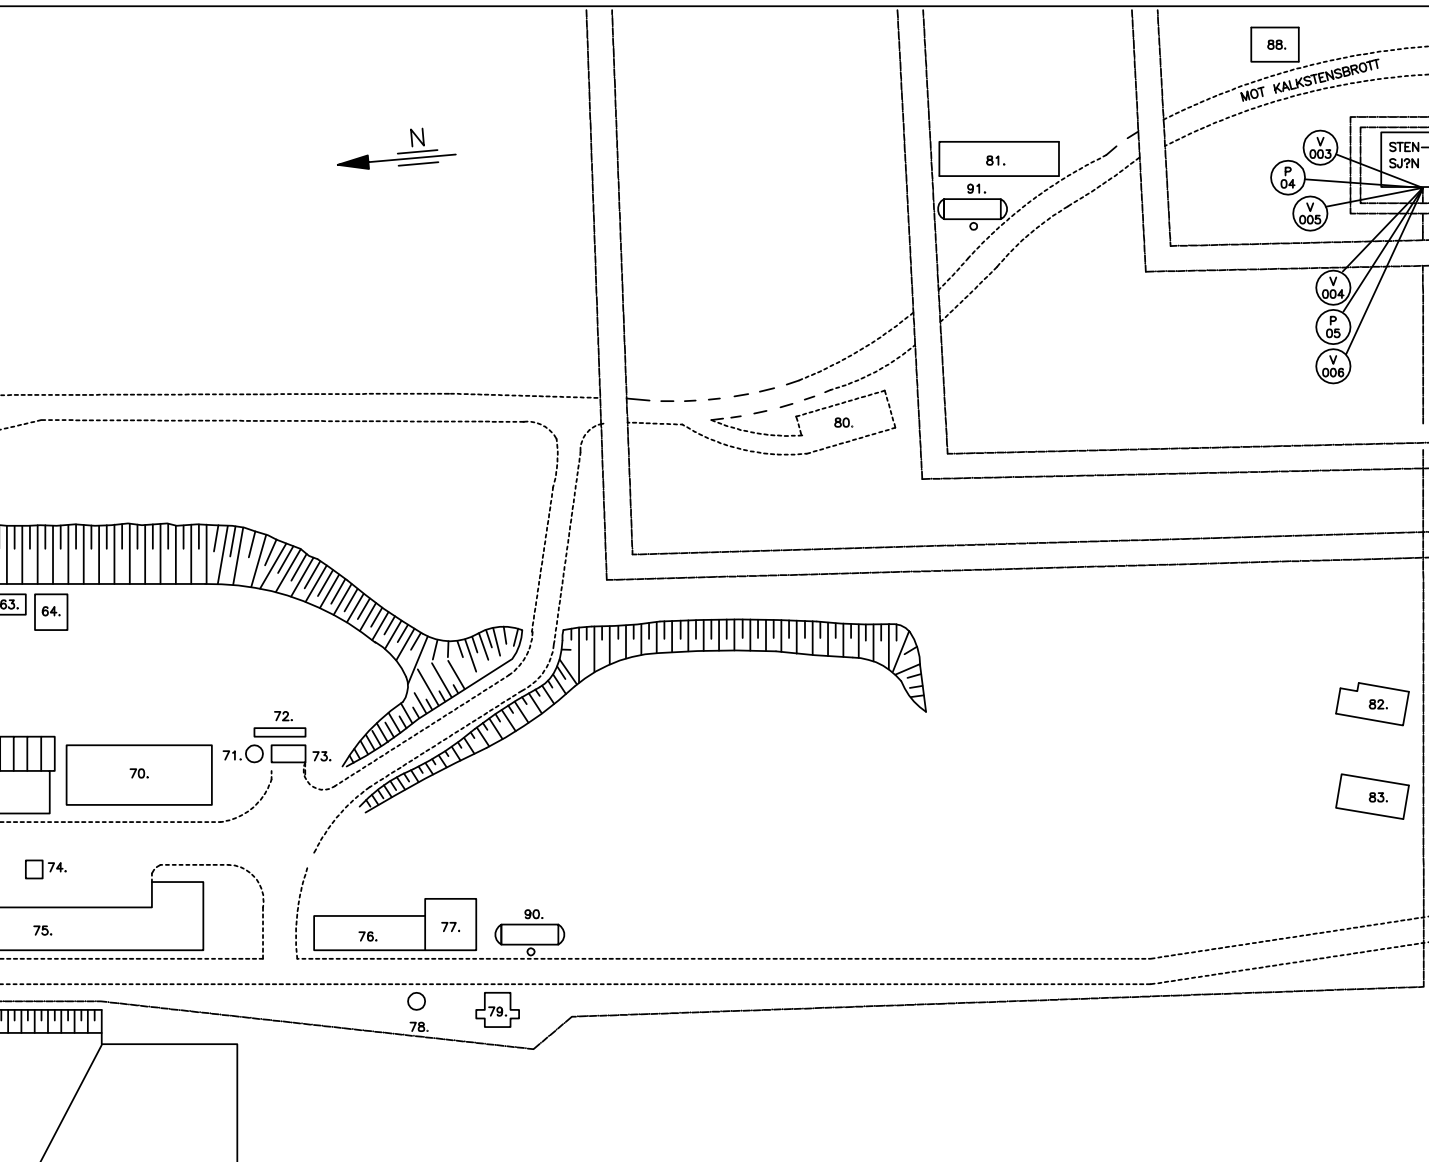 88.
MOT KALKSTENSBROTT
N
V
003
STEN-
SJ?N
81.
P
04
91.
V
005
V
004
P
05
V
006
80.
63.
64.
82.
72.
71.
73.
70.
83.
74.
90.
75.
76.
77.
79.
78.